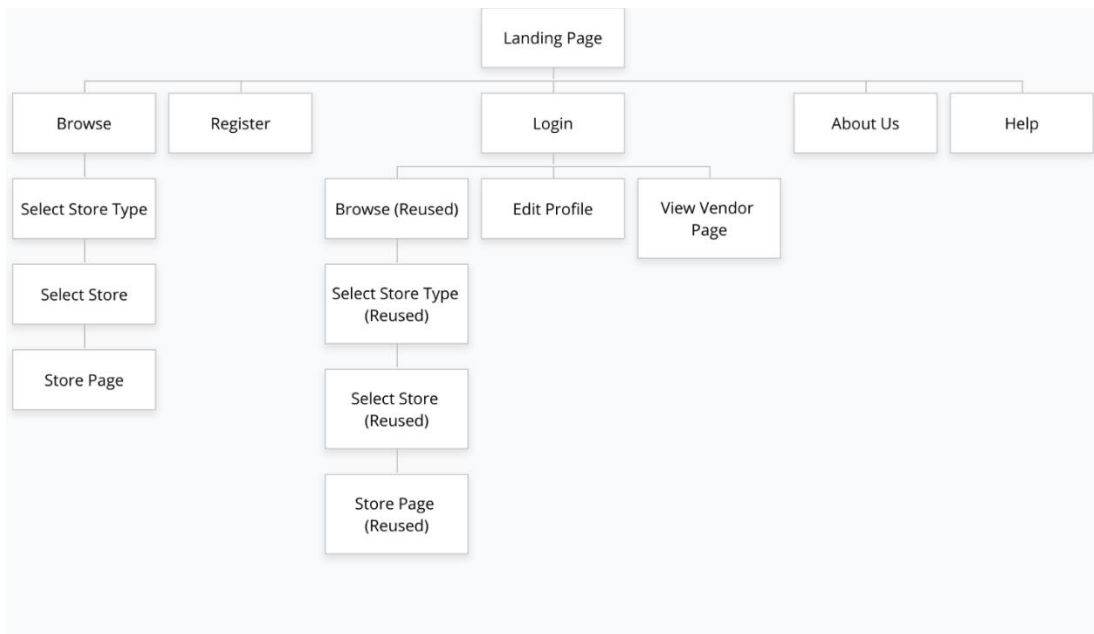 Landing Page
Browse
Register
Login
About Us
Help
Select Store Type
Browse (Reused)
Edit Profile
View Vendor
Page
Select Store
Select Store Type
(Reused)
Store Page
Select Store
(Reused)
Store Page
(Reused)